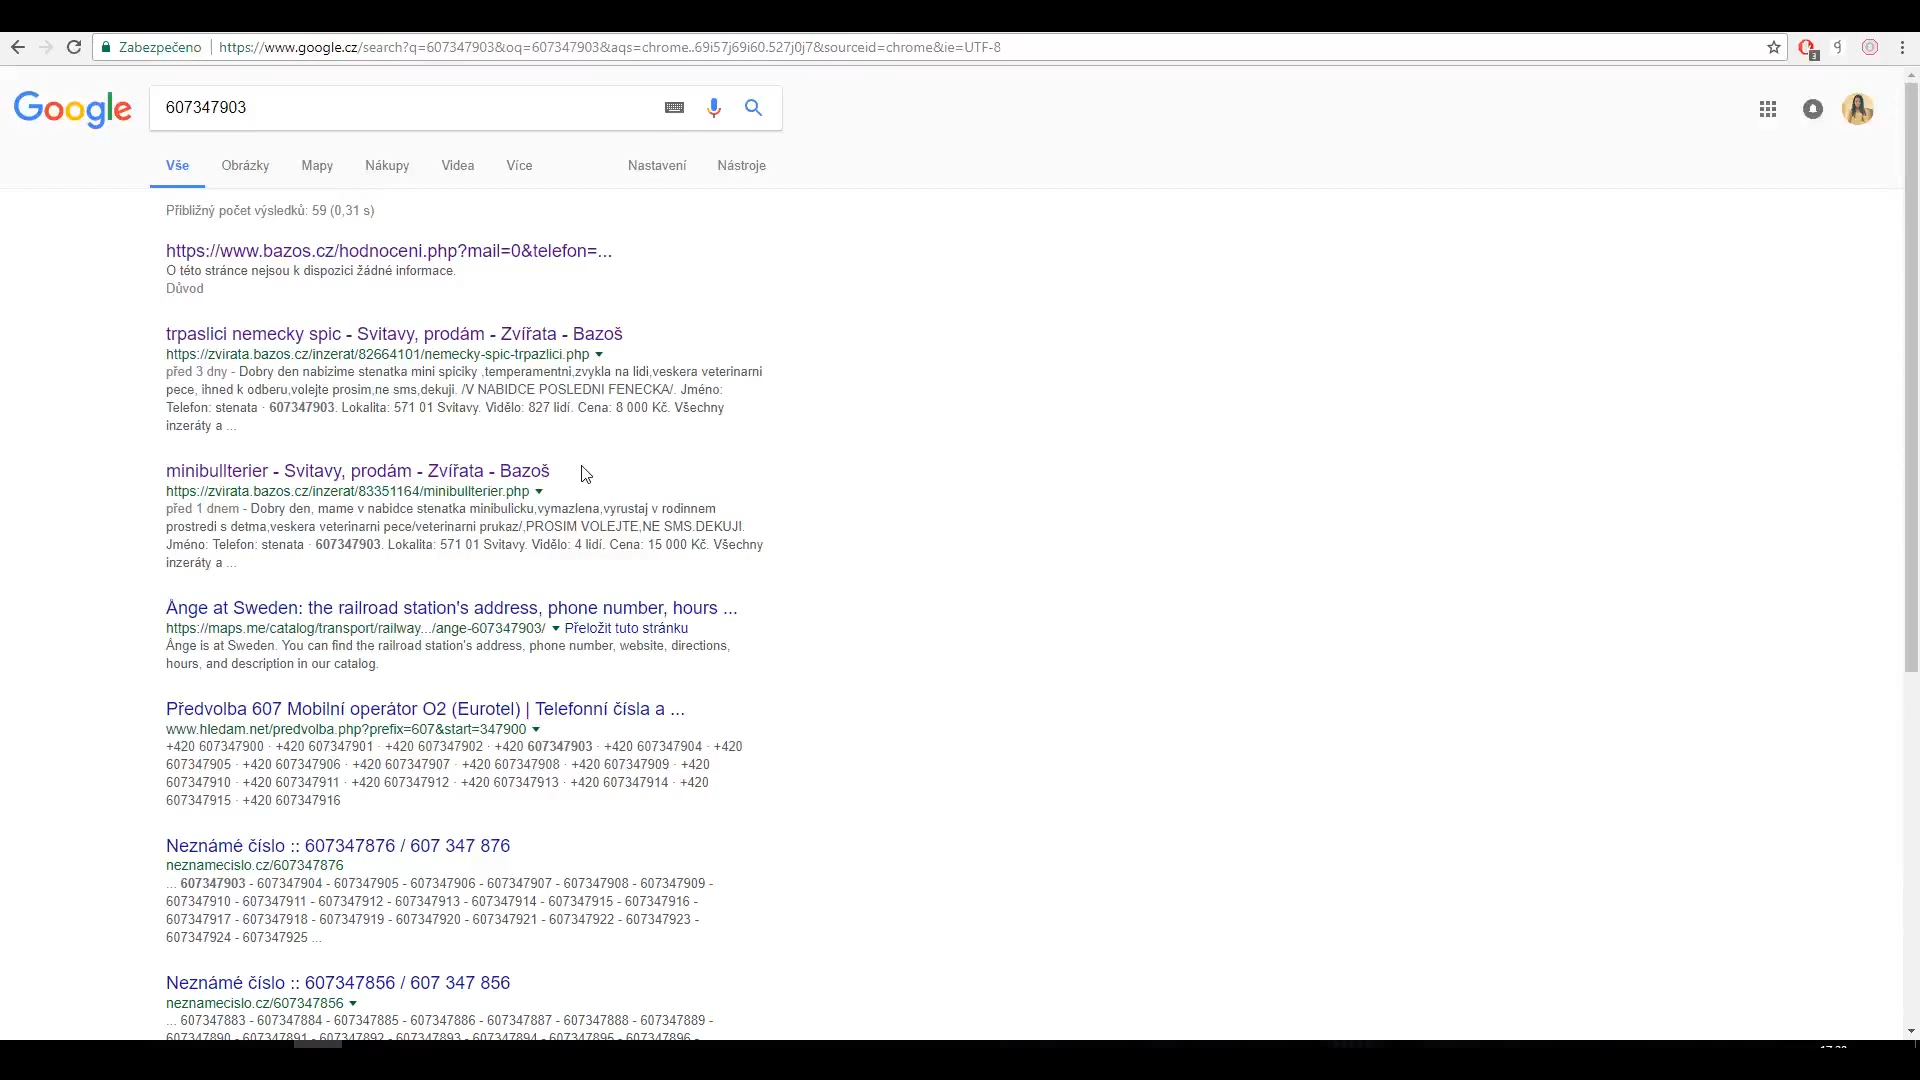 Zabezpečeno | https://www.google.cz/search?q=607347903&oq=607347903&aqs=chrome..69i57j69i60.527j0j7&sourceid=chrome&ie=UTF-8
3
Google
607347903
Vše Obrázky Mapy Nákupy Videa Více Nastavení Nástroje
Přibližný počet výsledků: 59 (0,31 s)
https://www.bazos.cz/hodnoceni.php?mail=0&telefon=...
O této stránce nejsou k dispozici žádné informace.
Důvod
trpaslici nemecky spic - Svitavy, prodám - Zvířata - Bazoš
https://zvirata.bazos.cz/inzerat/82664101/nemecky-spic-trpazlici.php
před 3 dny - Dobry den nabizime stenatka mini spiciky ,temperamentni,zvykla na lidi,veskera veterinarni
pece, ihned k odberu,volejte prosim,ne sms,dekuji. /V NABIDCE POSLEDNI FENECKA/. Jméno:
Telefon: stenata · 607347903. Lokalita: 571 01 Svitavy. Vidělo: 827 lidí. Cena: 8 000 Kč. Všechny
inzeráty a ...
minibullterier - Svitavy, prodám - Zvířata - Bazoš
https://zvirata.bazos.cz/inzerat/83351164/minibullterier.php
před 1 dnem - Dobry den, mame v nabidce stenatka minibulicku,vymazlena,vyrustaj v rodinnem
prostredi s detma,veskera veterinarni pece/veterinarni prukaz/,PROSIM VOLEJTE,NE SMS.DEKUJI.
Jméno: Telefon: stenata · 607347903. Lokalita: 571 01 Svitavy. Vidělo: 4 lidí. Cena: 15 000 Kč. Všechny
inzeráty a ...
Ånge at Sweden: the railroad station's address, phone number, hours ...
https://maps.me/catalog/transport/railway.../ange-607347903/ Přeložit tuto stránku
Ånge is at Sweden. You can find the railroad station's address, phone number, website, directions,
hours, and description in our catalog.
Předvolba 607 Mobilní operátor O2 (Eurotel) | Telefonní čísla a ...
www.hledam.net/predvolba.php?prefix=607&start=347900
+420 607347900 · +420 607347901 · +420 607347902 · +420 607347903 · +420 607347904 · +420
607347905 · +420 607347906 · +420 607347907 · +420 607347908 · +420 607347909 · +420
607347910 · +420 607347911 · +420 607347912 · +420 607347913 · +420 607347914 · +420
607347915 · +420 607347916
Neznámé číslo :: 607347876 / 607 347 876
neznamecislo.cz/607347876
... 607347903 - 607347904 - 607347905 - 607347906 - 607347907 - 607347908 - 607347909 -
607347910 - 607347911 - 607347912 - 607347913 - 607347914 - 607347915 - 607347916 -
607347917 - 607347918 - 607347919 - 607347920 - 607347921 - 607347922 - 607347923 -
607347924 - 607347925 ...
Neznámé číslo :: 607347856 / 607 347 856
neznamecislo.cz/607347856
... 607347883 - 607347884 - 607347885 - 607347886 - 607347887 - 607347888 - 607347889 -
607347890 - 607347891 - 607347892 - 607347893 - 607347894 - 607347895 - 607347896 -